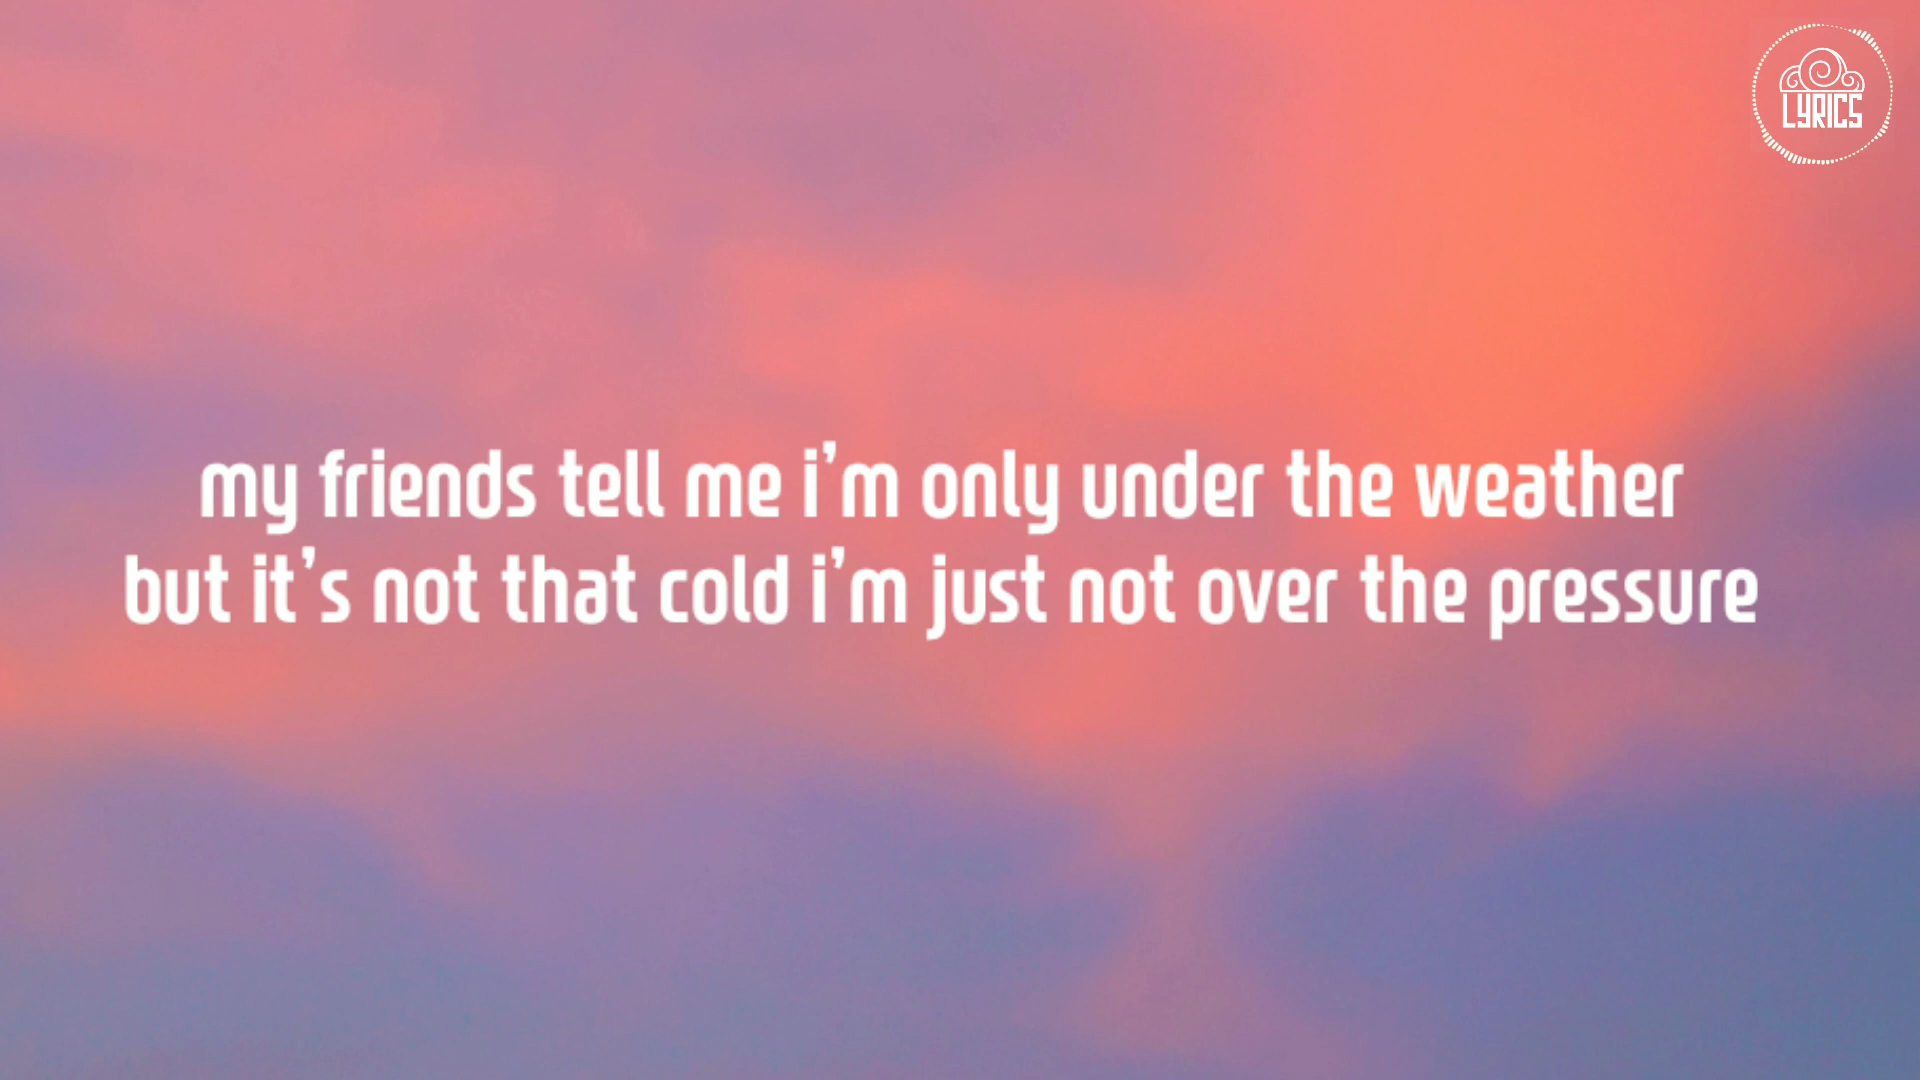 LYRICS
my friends tell me i'm only under the weather
but it's not that cold i'm just not over the pressure